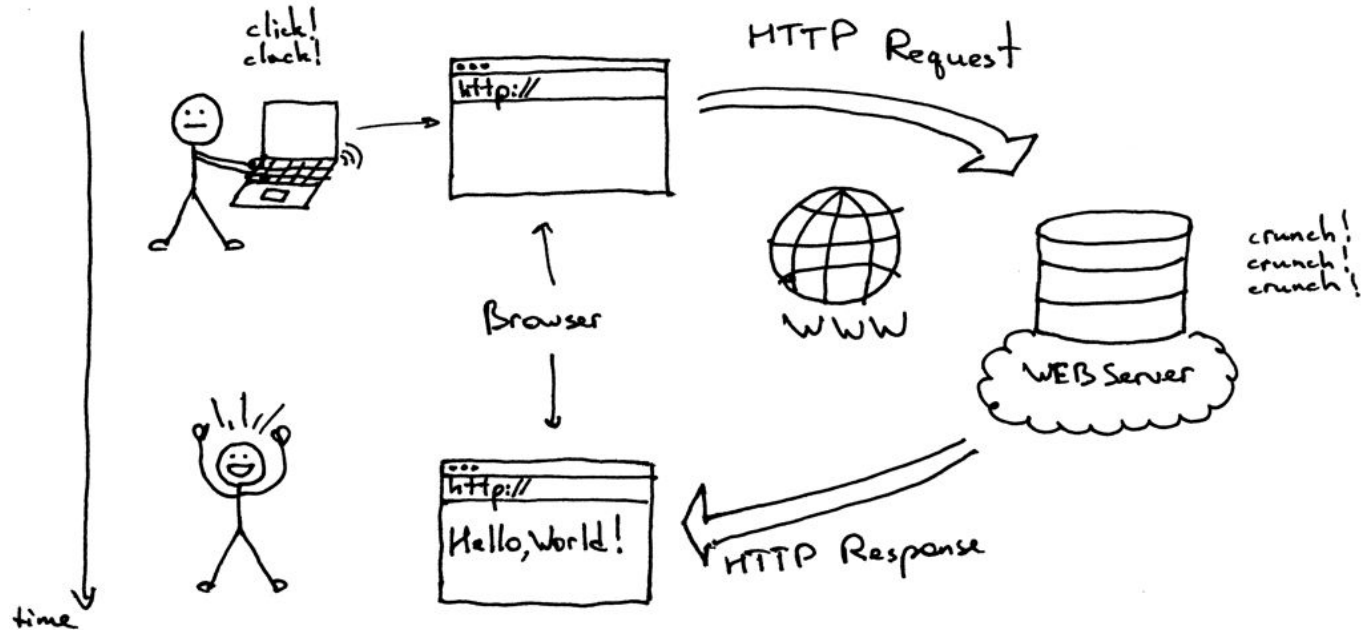 click!
clack!
http://
HTTP Request
crunch!
crunch!
crunch!
WWW
Browser
WEB Server
http://
Hello, World!
HTTP Response
time